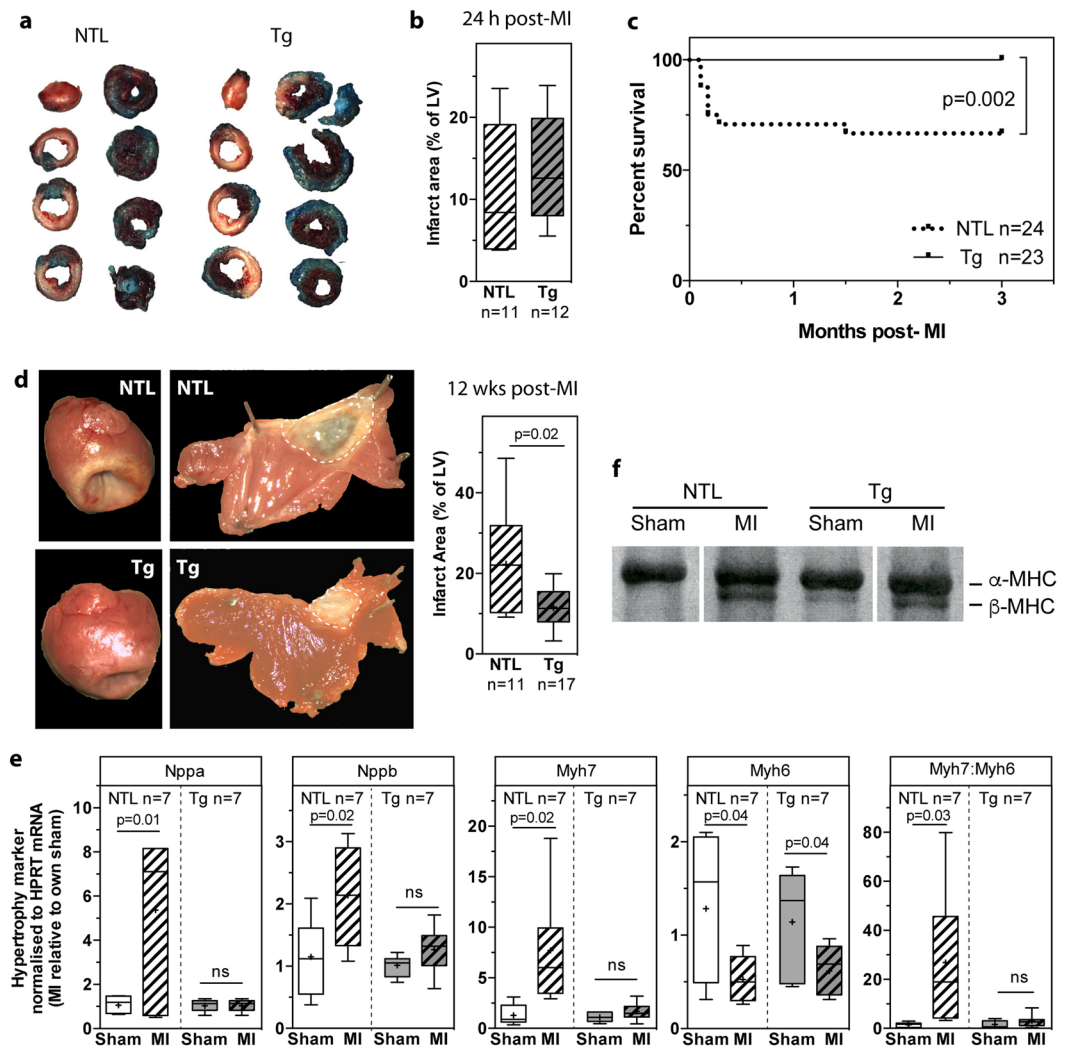 a
NTL
Tg
b
24 h post-MI
Infarct area (% of LV)
20
10
0
NTL
Tg
n=11
n=12
c
Percent survival
100
50
0
p=0.002
NTL n=24
Tg n=23
0
1
2
3
Months post- MI
d
NTL
NTL
Tg
Tg
12 wks post-MI
Infarct Area (% of LV)
40
20
0
p=0.02
NTL
Tg
n=11
n=17
f
NTL
Tg
Sham
MI
Sham
MI
α-MHC
β-MHC
e
Hypertrophy marker
normalised to HPRT mRNA
(MI relative to own sham)
Nppa
NTL n=7
Tg n=7
p=0.01
ns
10
8
6
4
2
0
Sham MI
Sham MI
Nppb
NTL n=7
Tg n=7
p=0.02
ns
3
2
1
0
Sham MI
Sham MI
Myh7
NTL n=7
Tg n=7
p=0.02
ns
25
20
15
10
5
0
Sham MI
Sham MI
Myh6
NTL n=7
Tg n=7
p=0.04
p=0.04
2
1
0
Sham MI
Sham MI
Myh7:Myh6
NTL n=7
Tg n=7
p=0.03
ns
90
80
70
60
50
40
30
20
10
0
Sham MI
Sham MI